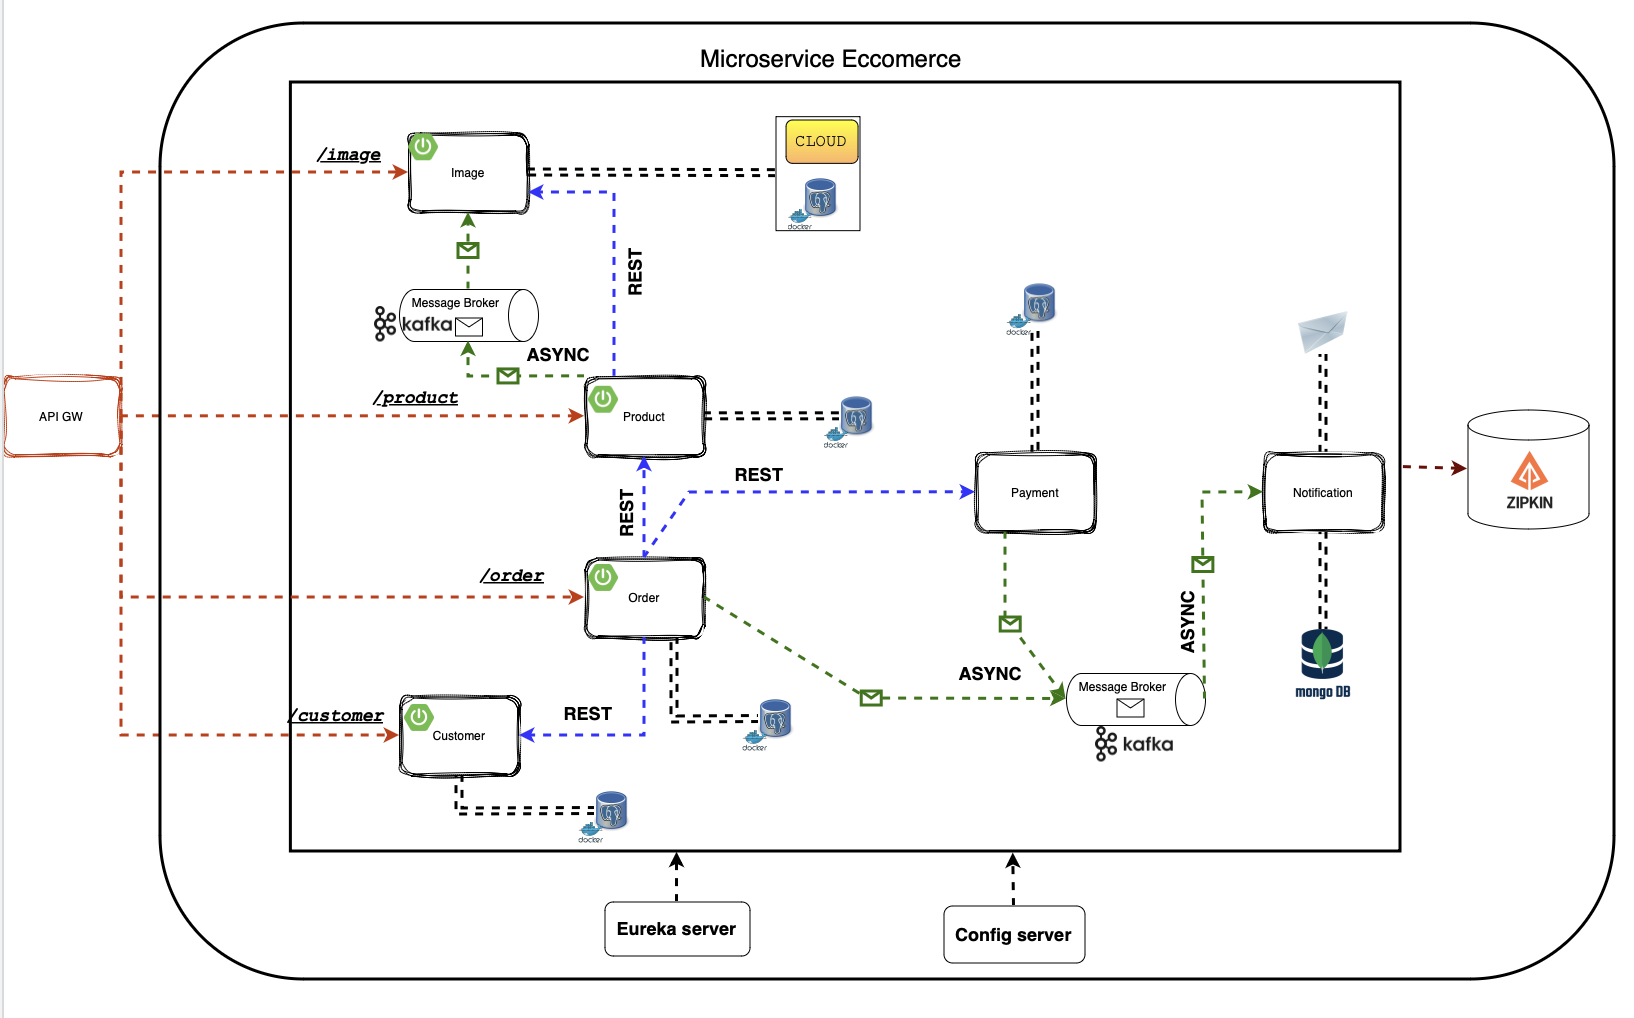 Microservice Eccomerce
CLOUD
/image
Image
docker
REST
Message Broker
kafka
ASYNC
docker
/product
API GW
Product
docker
REST
REST
Payment
Notification
ZIPKIN
/order
Order
ASYNC
ASYNC
Message Broker
mongo DB
/customer
REST
Customer
docker
kafka
docker
Eureka server
Config server